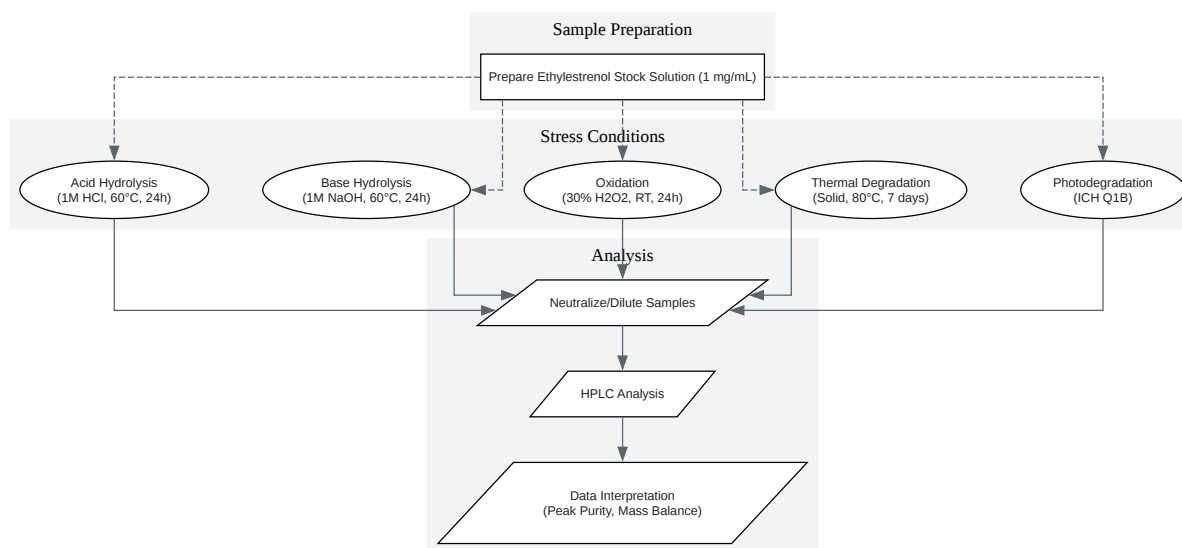 Sample Preparation
Prepare Ethylestrenol Stock Solution (1 mg/mL)
Stress Conditions
Acid Hydrolysis
(1M HCl, 60°C, 24h)
Base Hydrolysis
(1M NaOH, 60°C, 24h)
Oxidation
(30% H2O2, RT, 24h)
Thermal Degradation
(Solid, 80°C, 7 days)
Photodegradation
(ICH Q1B)
Analysis
Neutralize/Dilute Samples
HPLC Analysis
Data Interpretation
(Peak Purity, Mass Balance)